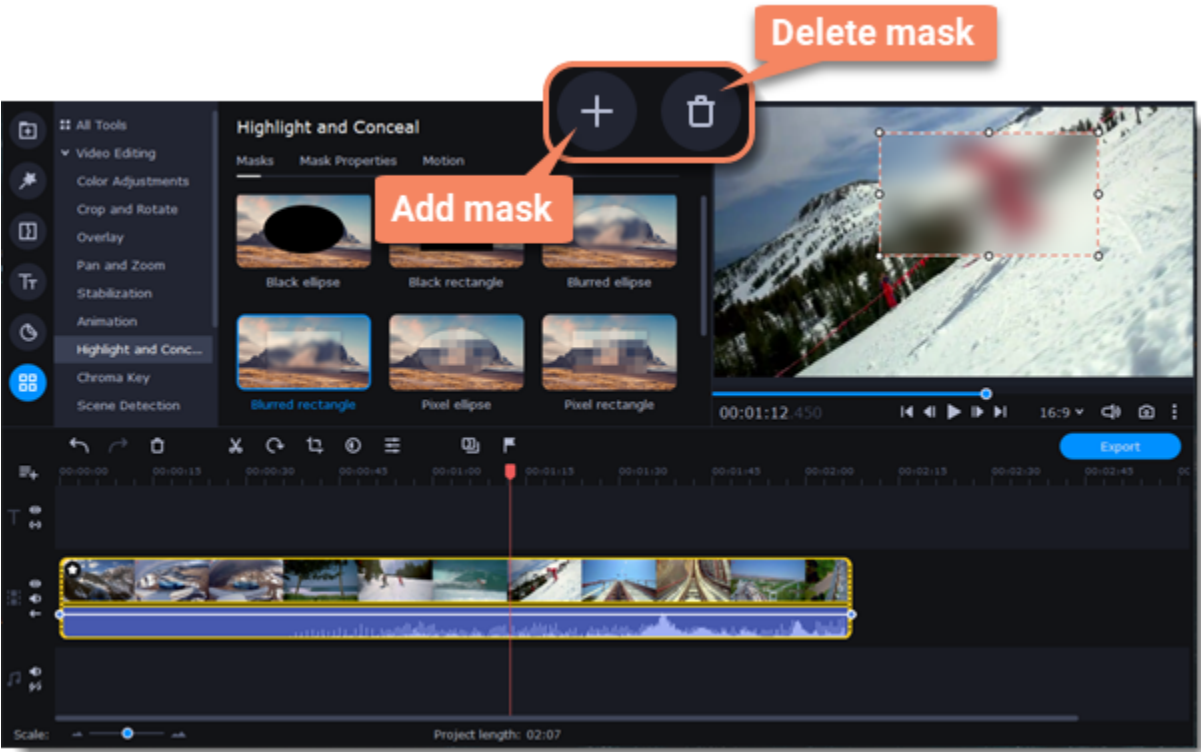 Delete mask
Add mask
All Tools
Video Editing
Color Adjustments
Crop and Rotate
Overlay
Pan and Zoom
Stabilization
Animation
Highlight and Conc...
Chroma Key
Scene Detection
Highlight and Conceal
Masks Mask Properties Motion
Black ellipse Black rectangle Blurred ellipse
Blurred rectangle Pixel ellipse Pixel rectangle
00:01:12.450 16:9
Export
00:00:00 00:00:15 00:00:30 00:00:45 00:01:00 00:01:15 00:01:30 00:01:45 00:02:00 00:02:15 00:02:30 00:02:45
Scale: Project length: 02:07